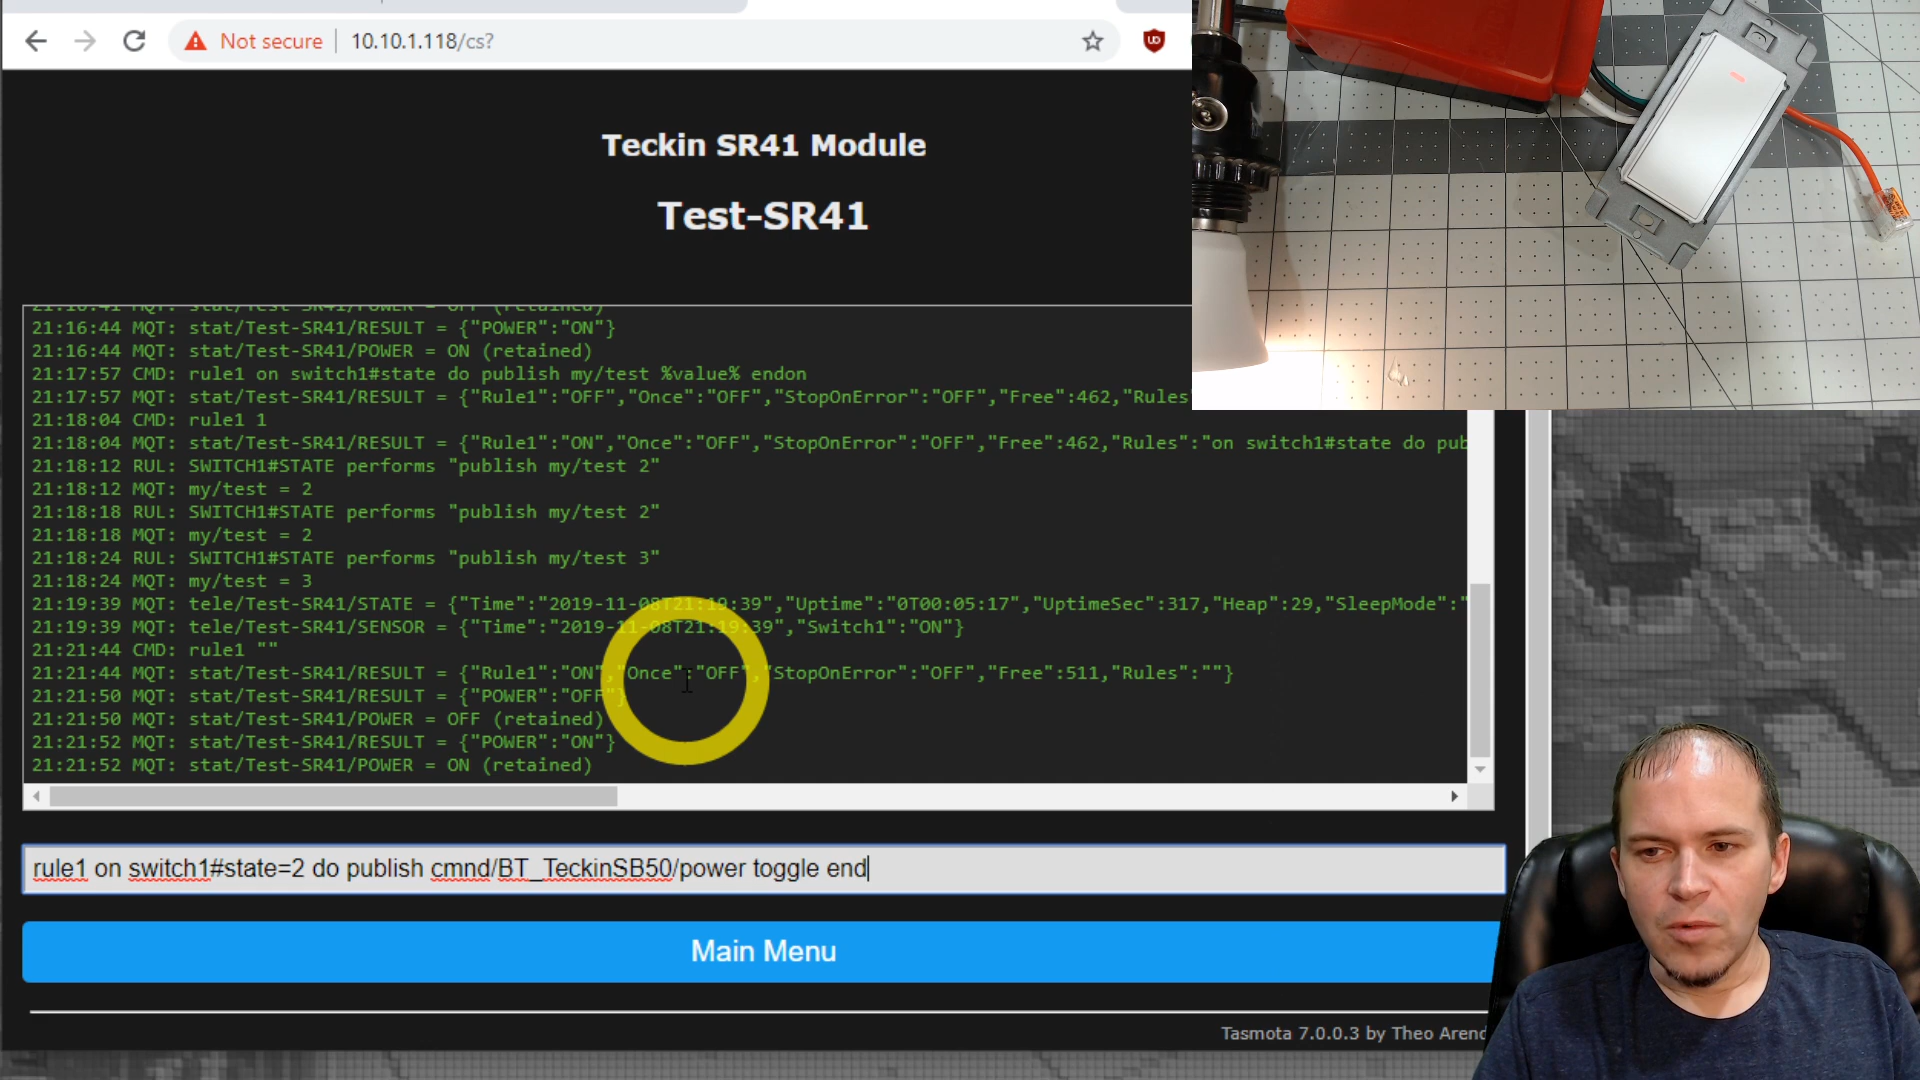 Not secure
10.10.1.118/cs?
Teckin SR41 Module
Test-SR41
21:16:41 MQT: stat/Test-SR41/POWER = OFF (retained)
21:16:44 MQT: stat/Test-SR41/RESULT = {"POWER":"ON"}
21:16:44 MQT: stat/Test-SR41/POWER = ON (retained)
21:17:57 CMD: rule1 on switch1#state do publish my/test %value% endon
21:17:57 MQT: stat/Test-SR41/RESULT = {"Rule1":"OFF","Once":"OFF","StopOnError":"OFF","Free":462,"Rules"
21:18:04 CMD: rule1 1
21:18:04 MQT: stat/Test-SR41/RESULT = {"Rule1":"ON","Once":"OFF","StopOnError":"OFF","Free":462,"Rules":"on switch1#state do pub
21:18:12 RUL: SWITCH1#STATE performs "publish my/test 2"
21:18:12 MQT: my/test = 2
21:18:18 RUL: SWITCH1#STATE performs "publish my/test 2"
21:18:18 MQT: my/test = 2
21:18:24 RUL: SWITCH1#STATE performs "publish my/test 3"
21:18:24 MQT: my/test = 3
21:19:39 MQT: tele/Test-SR41/STATE = {"Time":"2019-11-08T21:19:39","Uptime":"0T00:05:17","UptimeSec":317,"Heap":29,"SleepMode":"
21:19:39 MQT: tele/Test-SR41/SENSOR = {"Time":"2019-11-08T21:19:39","Switch1":"ON"}
21:21:44 CMD: rule1 ""
21:21:44 MQT: stat/Test-SR41/RESULT = {"Rule1":"ON","Once":"OFF","StopOnError":"OFF","Free":511,"Rules":""}
21:21:50 MQT: stat/Test-SR41/RESULT = {"POWER":"OFF"}
21:21:50 MQT: stat/Test-SR41/POWER = OFF (retained)
21:21:52 MQT: stat/Test-SR41/RESULT = {"POWER":"ON"}
21:21:52 MQT: stat/Test-SR41/POWER = ON (retained)
rule1 on switch1#state=2 do publish cmnd/BT_TeckinSB50/power toggle end
Main Menu
Tasmota 7.0.0.3 by Theo Arend